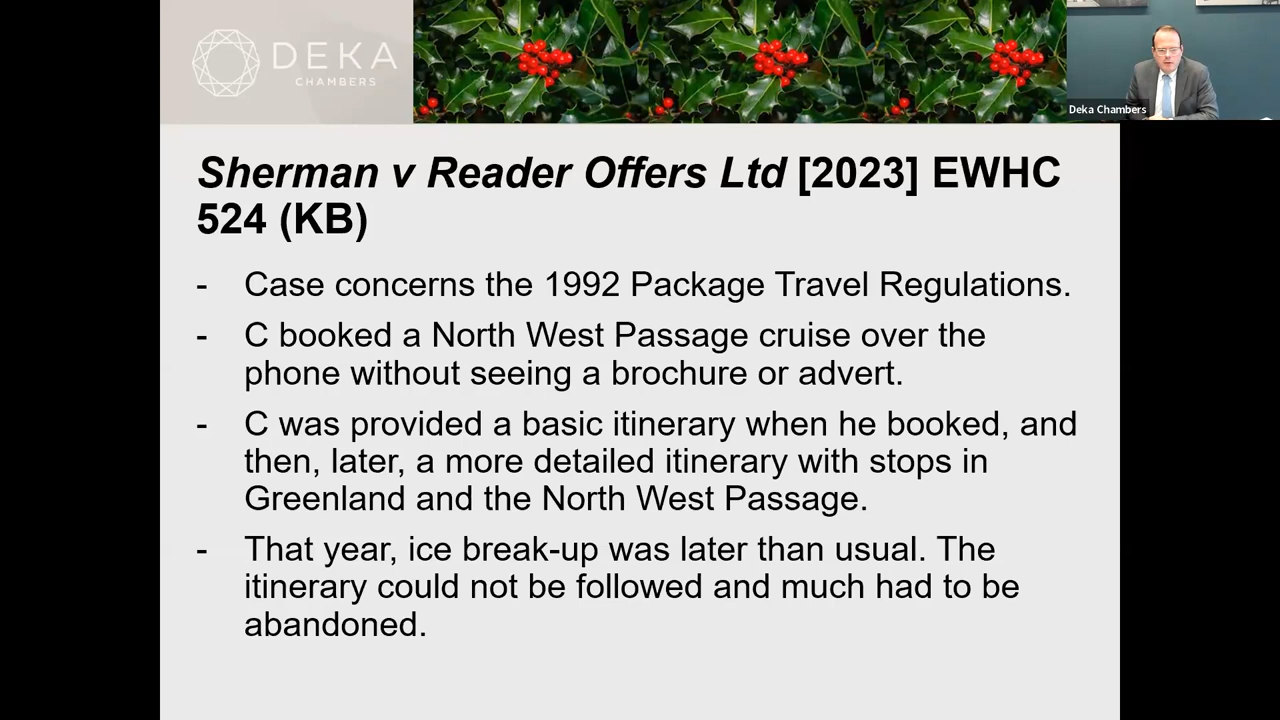 DEKA
CHAMBERS
Deka Chambers
Sherman v Reader Offers Ltd [2023] EWHC
524 (KB)
- Case concerns the 1992 Package Travel Regulations.
- C booked a North West Passage cruise over the
phone without seeing a brochure or advert.
- C was provided a basic itinerary when he booked, and
then, later, a more detailed itinerary with stops in
Greenland and the North West Passage.
- That year, ice break-up was later than usual. The
itinerary could not be followed and much had to be
abandoned.